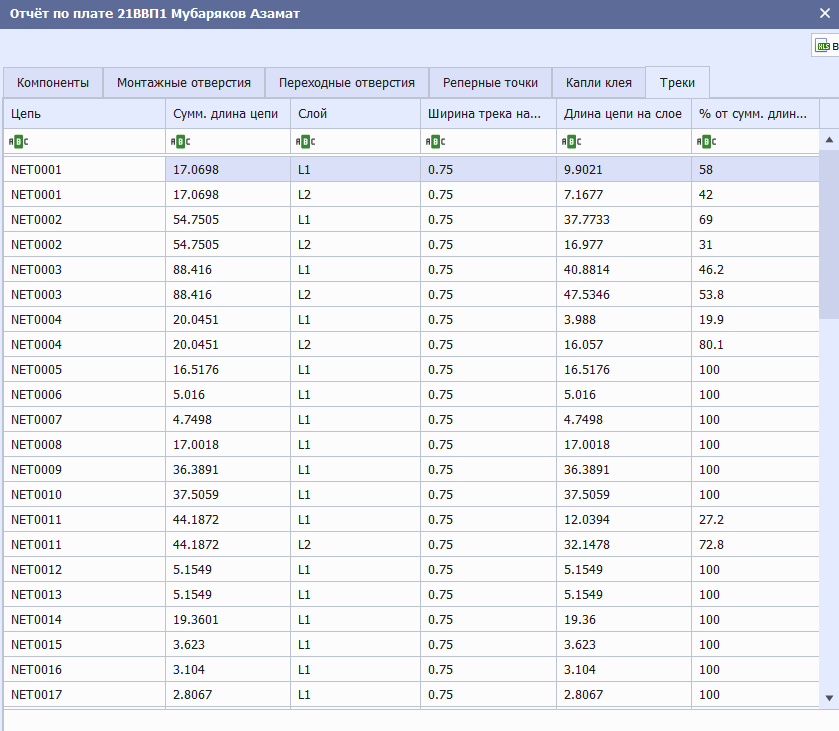 Отчёт по плате 21ВВП1 Мубаряков Азамат
XLS В
Компоненты Монтажные отверстия Переходные отверстия Реперные точки Капли клея Треки
Цепь Сумм. длина цепи Слой Ширина трека на... Длина цепи на слое % от сумм. длин...
ABC ABC ABC ABC ABC ABC
NET0001 17.0698 L1 0.75 9.9021 58
NET0001 17.0698 L2 0.75 7.1677 42
NET0002 54.7505 L1 0.75 37.7733 69
NET0002 54.7505 L2 0.75 16.977 31
NET0003 88.416 L1 0.75 40.8814 46.2
NET0003 88.416 L2 0.75 47.5346 53.8
NET0004 20.0451 L1 0.75 3.988 19.9
NET0004 20.0451 L2 0.75 16.057 80.1
NET0005 16.5176 L1 0.75 16.5176 100
NET0006 5.016 L1 0.75 5.016 100
NET0007 4.7498 L1 0.75 4.7498 100
NET0008 17.0018 L1 0.75 17.0018 100
NET0009 36.3891 L1 0.75 36.3891 100
NET0010 37.5059 L1 0.75 37.5059 100
NET0011 44.1872 L1 0.75 12.0394 27.2
NET0011 44.1872 L2 0.75 32.1478 72.8
NET0012 5.1549 L1 0.75 5.1549 100
NET0013 5.1549 L1 0.75 5.1549 100
NET0014 19.3601 L1 0.75 19.36 100
NET0015 3.623 L1 0.75 3.623 100
NET0016 3.104 L1 0.75 3.104 100
NET0017 2.8067 L1 0.75 2.8067 100